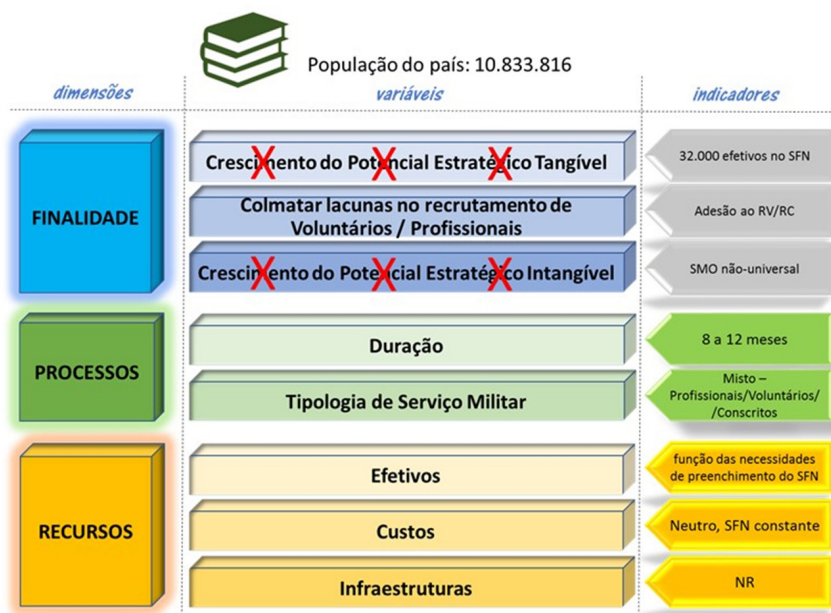 População do país: 10.833.816
dimensões
variáveis
indicadores
FINALIDADE
Crescimento do Potencial Estratégico Tangível
32.000 efetivos no SFN
Colmatar lacunas no recrutamento de
Voluntários / Profissionais
Adesão ao RV/RC
Crescimento do Potencial Estratégico Intangível
SMO não-universal
PROCESSOS
Duração
8 a 12 meses
Tipologia de Serviço Militar
Misto –
Profissionais/Voluntários/
/Conscritos
RECURSOS
Efetivos
função das necessidades
de preenchimento do SFN
Custos
Neutro, SFN constante
Infraestruturas
NR